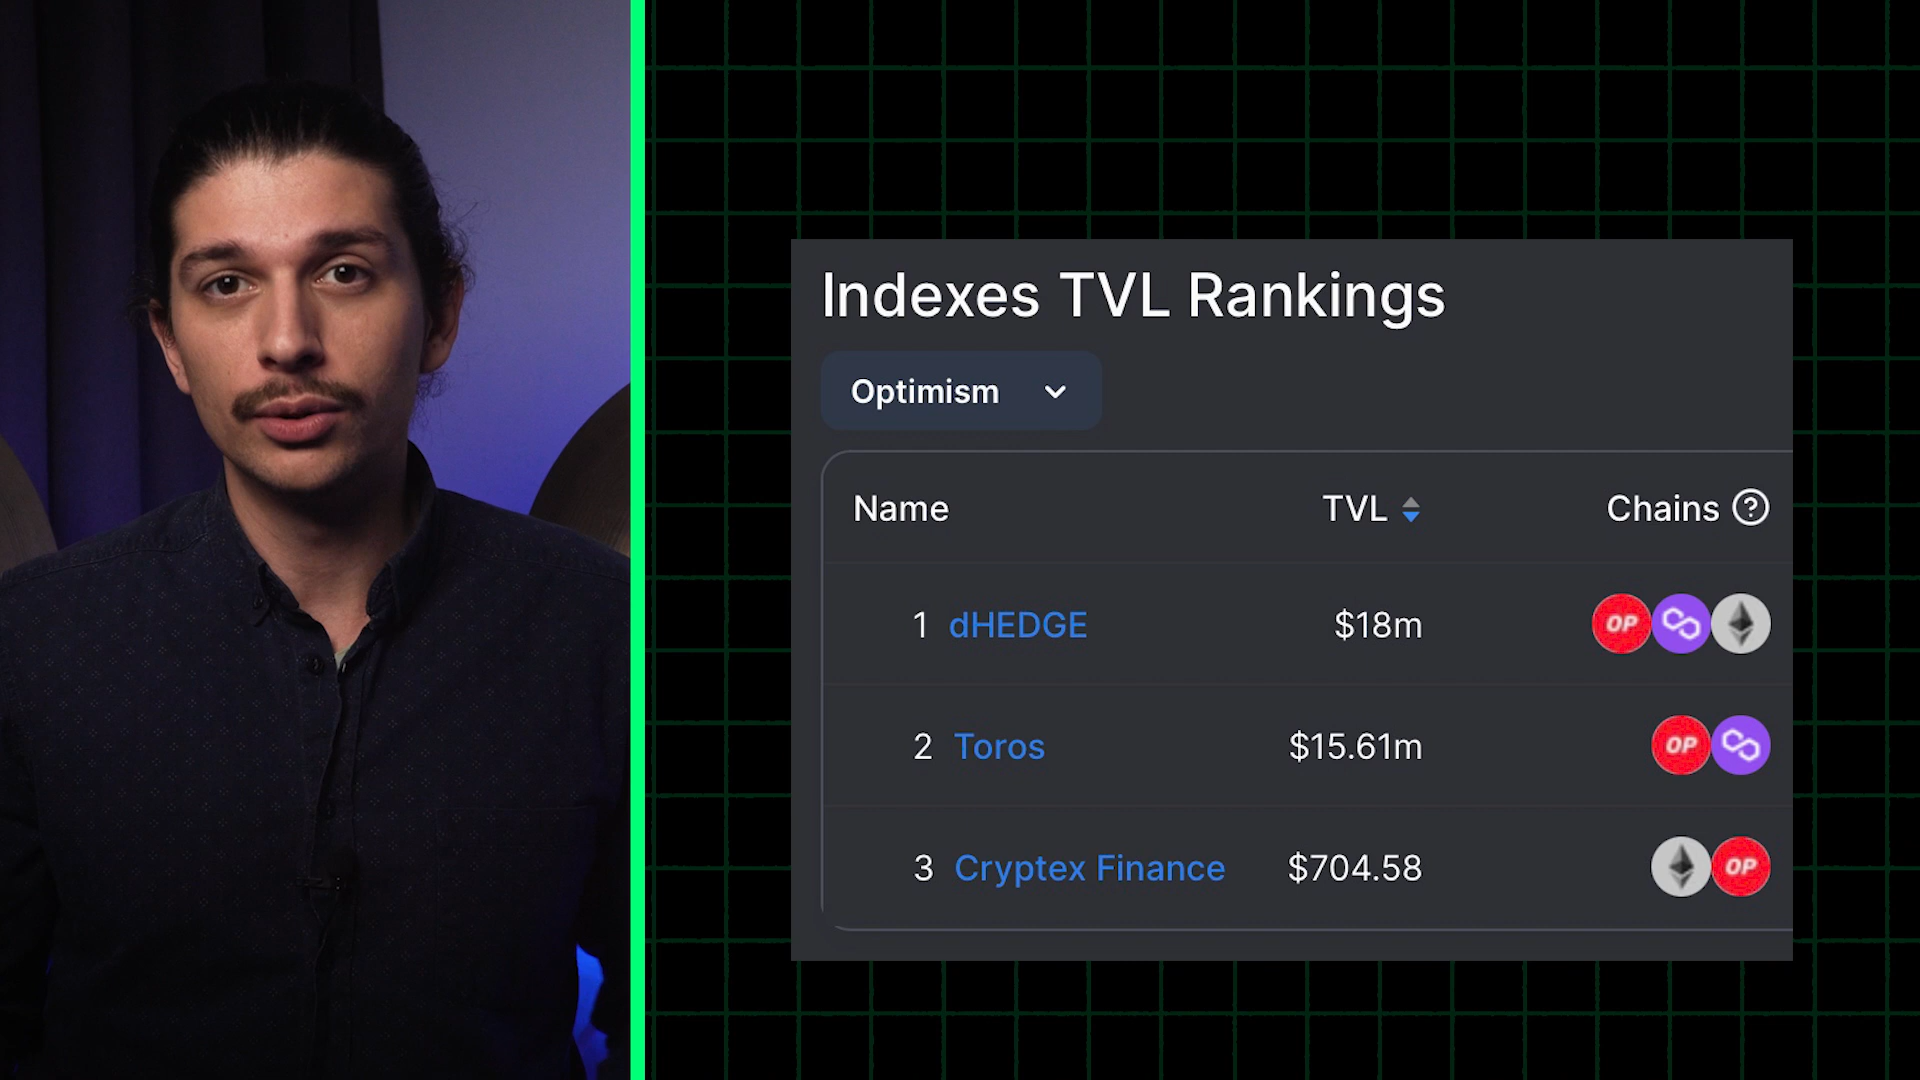 Indexes TVL Rankings
Optimism
Name TVL Chains ?
1 dHEDGE $18m OP
2 Toros $15.61m OP
3 Cryptex Finance $704.58 OP